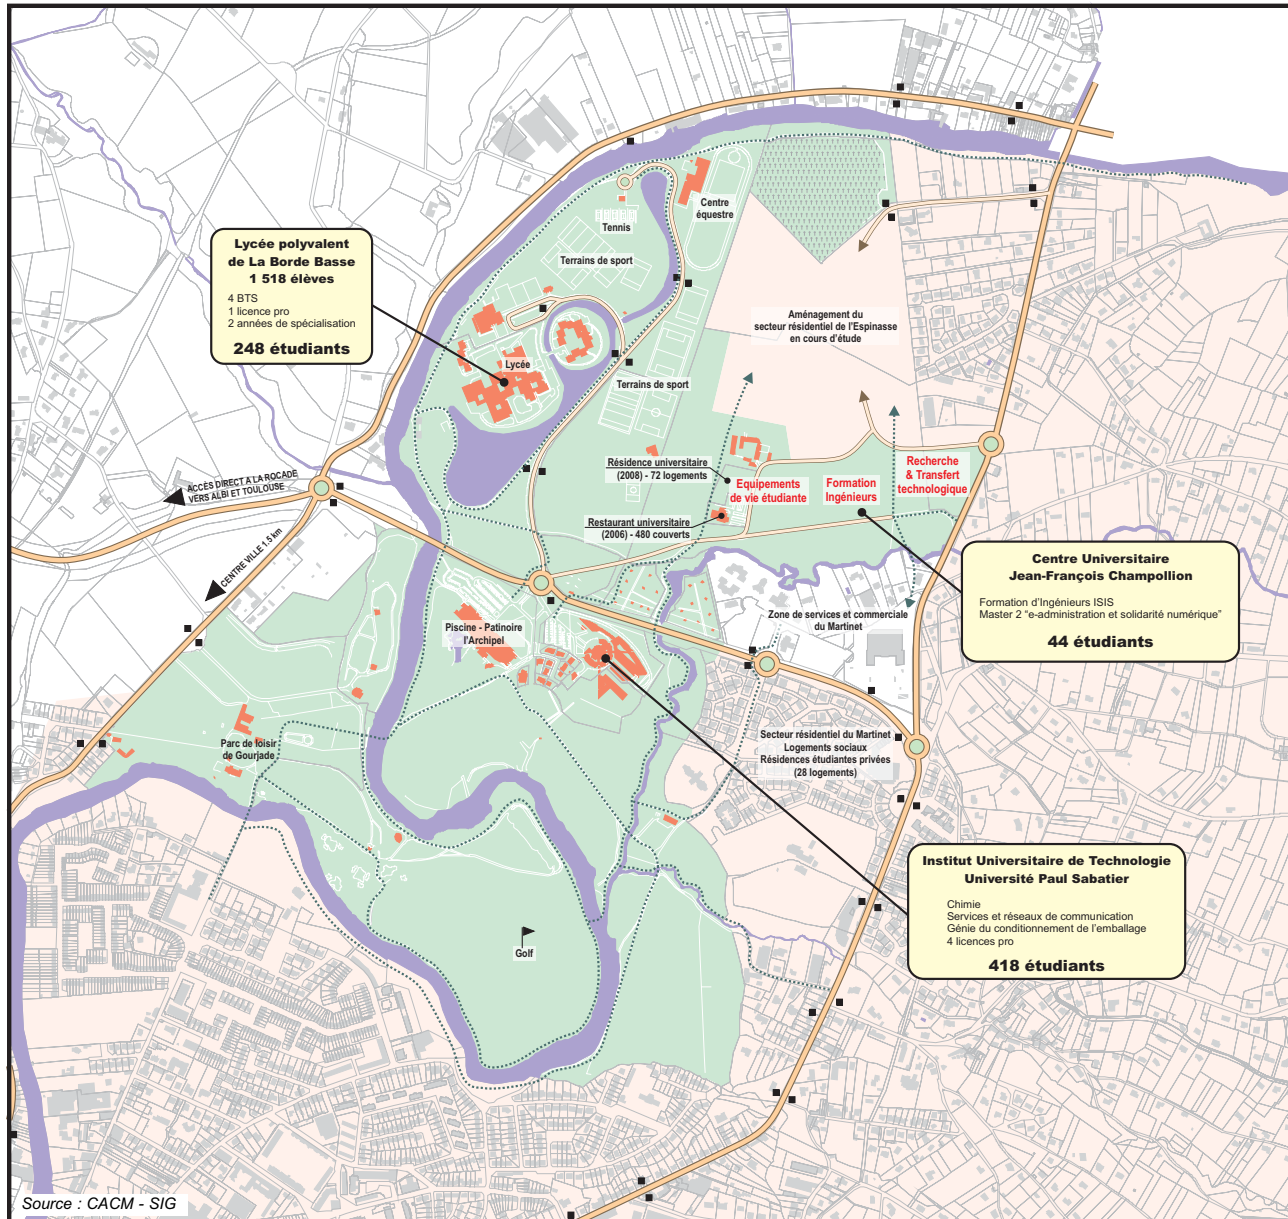 Centre
équestre
Tennis
Terrains de sport
Lycée polyvalent
de La Borde Basse
1 518 élèves
4 BTS
1 licence pro
2 années de spécialisation
248 étudiants
Aménagement du
secteur résidentiel de l'Espinasse
en cours d'étude
Lycée
Terrains de sport
Résidence universitaire
(2008) - 72 logements
Equipements
de vie étudiante
Formation
Ingénieurs
Recherche
& Transfert
technologique
ACCÈS DIRECT A LA ROCADE
VERS ALBI ET TOULOUSE
Restaurant universitaire
(2006) - 480 couverts
CENTRE VILLE 1.5 km
Centre Universitaire
Jean-François Champollion
Formation d'Ingénieurs ISIS
Master 2 "e-administration et solidarité numérique"
44 étudiants
Piscine - Patinoire
l'Archipel
Zone de services et commerciale
du Martinet
Parc de loisir
de Gourjade
Secteur résidentiel du Martinet
Logements sociaux
Résidences étudiantes privées
(28 logements)
Institut Universitaire de Technologie
Université Paul Sabatier
Chimie
Services et réseaux de communication
Génie du conditionnement de l'emballage
4 licences pro
418 étudiants
Golf
Source : CACM - SIG